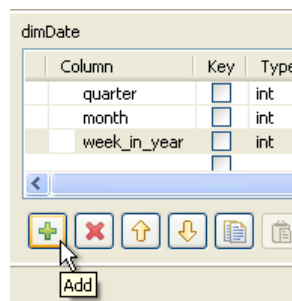 dimDate
Column Key Type
quarter int
month int
week_in_year int
Add